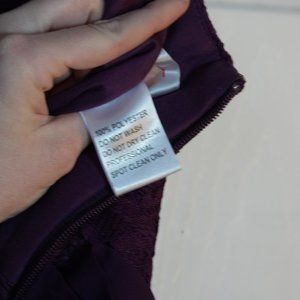 100% POLYESTER
DO NOT WASH
DO NOT DRY CLEAN
PROFESSIONAL
SPOT CLEAN ONLY